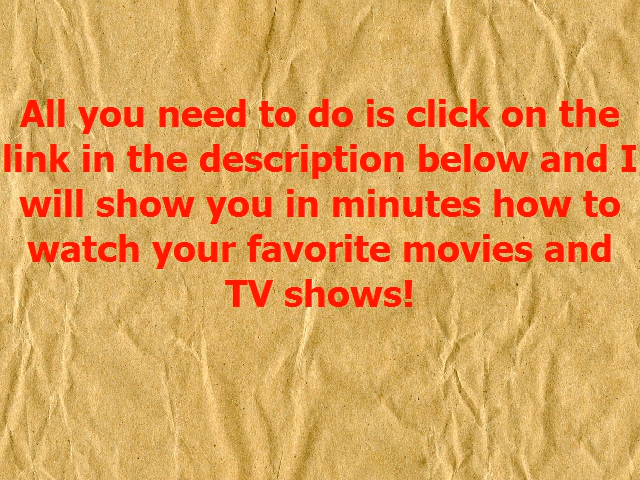 All you need to do is click on the
link in the description below and I
will show you in minutes how to
watch your favorite movies and
TV shows!